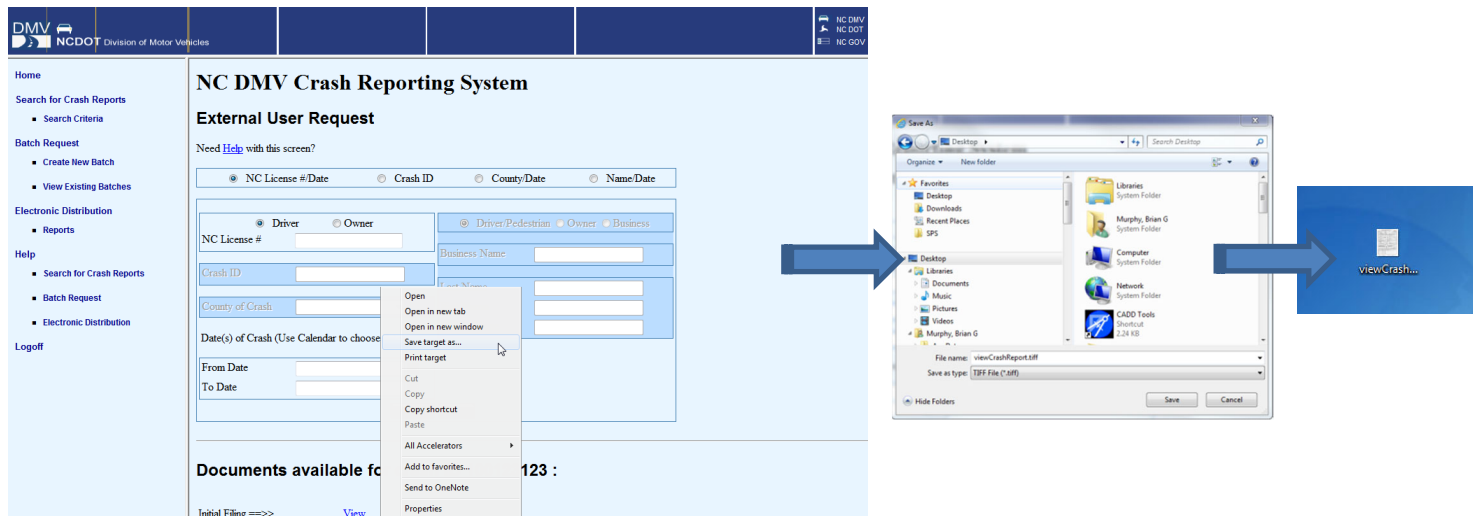 DMV
NCDOT Division of Motor Vehicles
NC DMV
NC DOT
NC GOV
Home
Search for Crash Reports
Search Criteria
Batch Request
Create New Batch
View Existing Batches
Electronic Distribution
Reports
Help
Search for Crash Reports
Batch Request
Electronic Distribution
Logoff
NC DMV Crash Reporting System
External User Request
Need Help with this screen?
NC License #/Date Crash ID County/Date Name/Date
Driver Owner
NC License #
Crash ID
County of Crash
Date(s) of Crash (Use Calendar to choose
From Date
To Date
Driver/Pedestrian Owner Business
Business Name
Last Name
Open
Open in new tab
Open in new window
Save target as...
Print target
Cut
Copy
Copy shortcut
Paste
All Accelerators
Add to favorites...
Send to OneNote
Properties
Documents available fo 123 :
Initial Filing ==>> View
Save As
Desktop
Search Desktop
Organize New folder
Favorites
Desktop
Downloads
Recent Places
SPS
Desktop
Libraries
Documents
Music
Pictures
Videos
Murphy, Brian G
Libraries
System Folder
Murphy, Brian G
System Folder
Computer
System Folder
Network
System Folder
CADD Tools
Shortcut
2.24 KB
File name: viewCrashReport.tiff
Save as type: TIFF File (*.tiff)
Hide Folders Save Cancel
viewCrash...